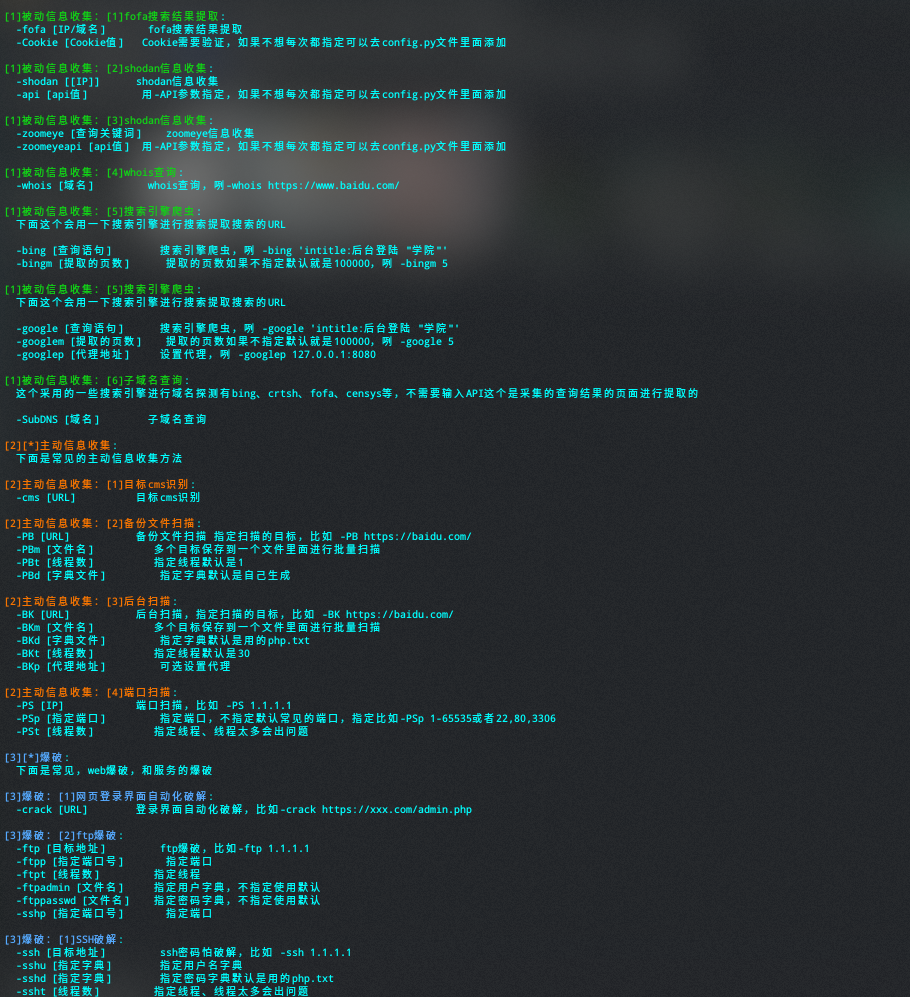 [1]被动信息收集: [1]fofa搜索结果提取:
-fofa [IP/域名] fofa搜索结果提取
-Cookie [Cookie值] Cookie需要验证，如果不想每次都指定可以去config.py文件里面添加
[1]被动信息收集: [2]shodan信息收集:
-shodan [[IP]] shodan信息收集
-api [api值] 用-API参数指定，如果不想每次都指定可以去config.py文件里面添加
[1]被动信息收集: [3]shodan信息收集:
-zoomeye [查询关键词] zoomeye信息收集
-zoomeyeapi [api值] 用-API参数指定，如果不想每次都指定可以去config.py文件里面添加
[1]被动信息收集: [4]whois查询:
-whois [域名] whois查询，咧-whois https://www.baidu.com/
[1]被动信息收集: [5]搜索引擎爬虫:
下面这个会用一下搜索引擎进行搜索提取搜索的URL
-bing [查询语句] 搜索引擎爬虫，咧 -bing 'intitle:后台登陆 "学院"'
-bingm [提取的页数] 提取的页数如果不指定默认就是100000，咧 -bingm 5
[1]被动信息收集: [5]搜索引擎爬虫:
下面这个会用一下搜索引擎进行搜索提取搜索的URL
-google [查询语句] 搜索引擎爬虫，咧 -google 'intitle:后台登陆 "学院"'
-googlem [提取的页数] 提取的页数如果不指定默认就是100000，咧 -google 5
-googlep [代理地址] 设置代理，咧 -googlep 127.0.0.1:8080
[1]被动信息收集: [6]子域名查询:
这个采用的一些搜索引擎进行域名探测有bing、crtsh、fofa、censys等，不需要输入API这个是采集的查询结果的页面进行提取的
-SubDNS [域名] 子域名查询
[2][*]主动信息收集:
下面是常见的主动信息收集方法
[2]主动信息收集: [1]目标cms识别:
-cms [URL] 目标cms识别
[2]主动信息收集: [2]备份文件扫描:
-PB [URL] 备份文件扫描 指定扫描的目标，比如 -PB https://baidu.com/
-PBm [文件名] 多个目标保存到一个文件里面进行批量扫描
-PBt [线程数] 指定线程默认是1
-PBd [字典文件] 指定字典默认是自己生成
[2]主动信息收集: [3]后台扫描:
-BK [URL] 后台扫描，指定扫描的目标，比如 -BK https://baidu.com/
-BKm [文件名] 多个目标保存到一个文件里面进行批量扫描
-BKd [字典文件] 指定字典默认是用的php.txt
-BKt [线程数] 指定线程默认是30
-BKp [代理地址] 可选设置代理
[2]主动信息收集: [4]端口扫描:
-PS [IP] 端口扫描，比如 -PS 1.1.1.1
-PSp [指定端口] 指定端口，不指定默认常见的端口，指定比如-PSp 1-65535或者22,80,3306
-PSt [线程数] 指定线程、线程太多会出问题
[3][*]爆破:
下面是常见，web爆破，和服务的爆破
[3]爆破: [1]网页登录界面自动化破解:
-crack [URL] 登录界面自动化破解，比如-crack https://xxx.com/admin.php
[3]爆破: [2]ftp爆破:
-ftp [目标地址] ftp爆破，比如-ftp 1.1.1.1
-ftpp [指定端口号] 指定端口
-ftpt [线程数] 指定线程
-ftpadmin [文件名] 指定用户字典，不指定使用默认
-ftppasswd [文件名] 指定密码字典，不指定使用默认
-sshp [指定端口号] 指定端口
[3]爆破: [1]SSH破解:
-ssh [目标地址] ssh密码怕破解，比如 -ssh 1.1.1.1
-sshu [指定字典] 指定用户名字典
-sshd [指定字典] 指定密码字典默认是用的php.txt
-ssht [线程数] 指定线程、线程太多会出问题